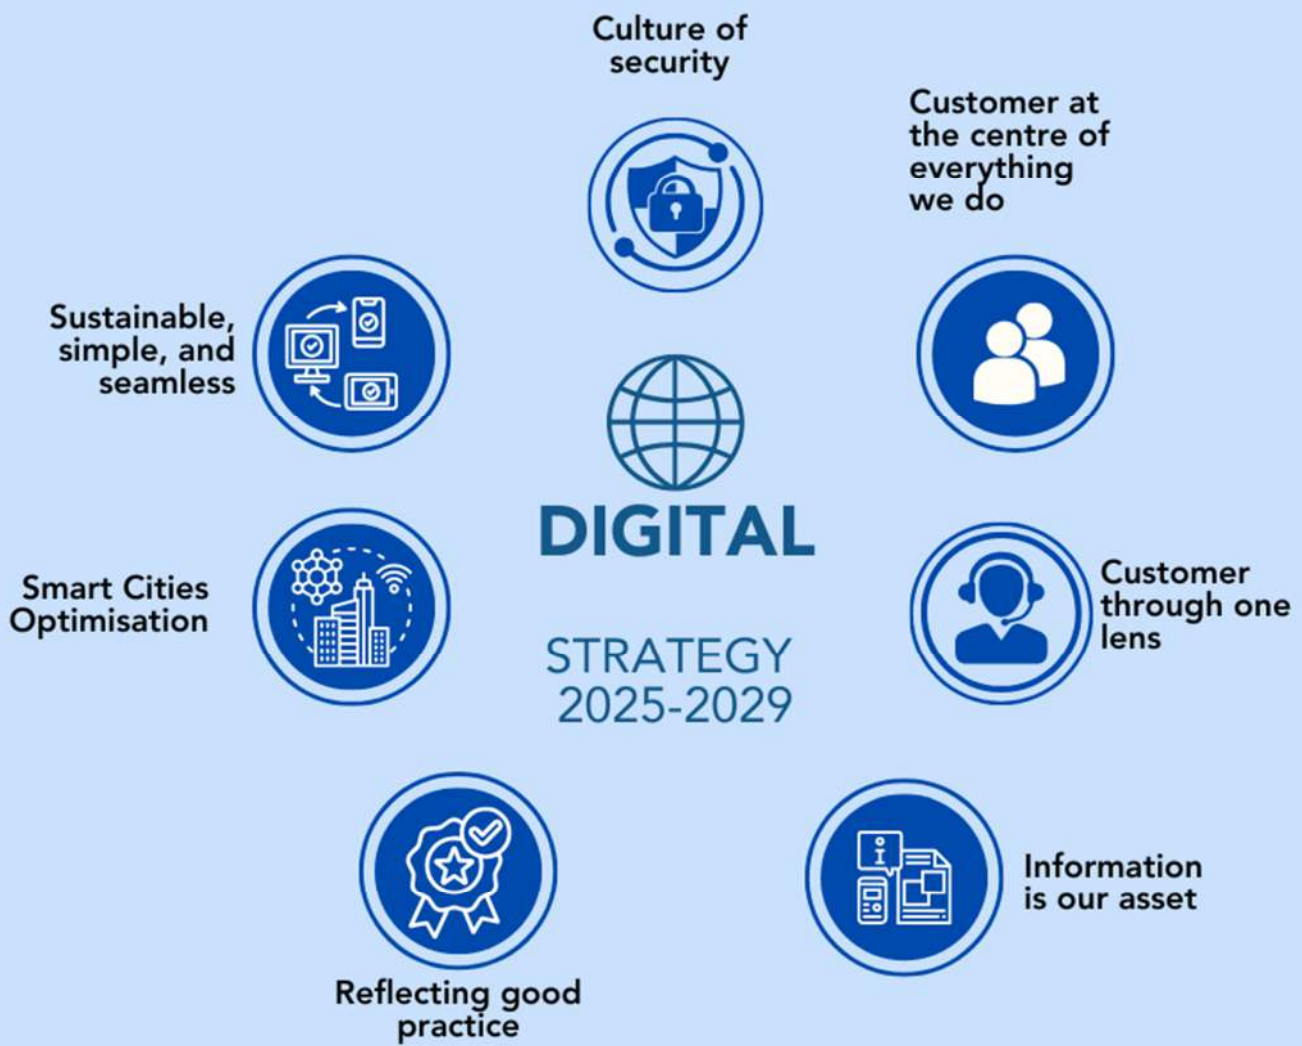 Culture of
security
Customer at
the centre of
everything
we do
Sustainable,
simple, and
seamless
DIGITAL
STRATEGY
2025-2029
Smart Cities
Optimisation
Customer
through one
lens
Information
is our asset
Reflecting good
practice